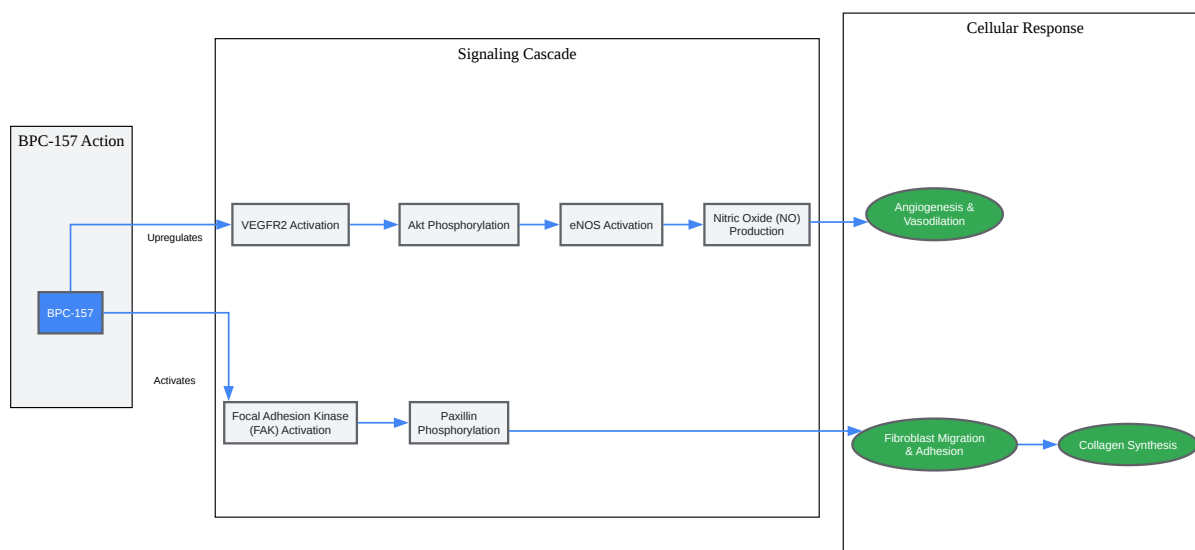 Cellular Response
Signaling Cascade
BPC-157 Action
Upregulates
VEGFR2 Activation
Akt Phosphorylation
eNOS Activation
Nitric Oxide (NO)
Production
Angiogenesis &
Vasodilation
BPC-157
Activates
Focal Adhesion Kinase
(FAK) Activation
Paxillin
Phosphorylation
Fibroblast Migration
& Adhesion
Collagen Synthesis